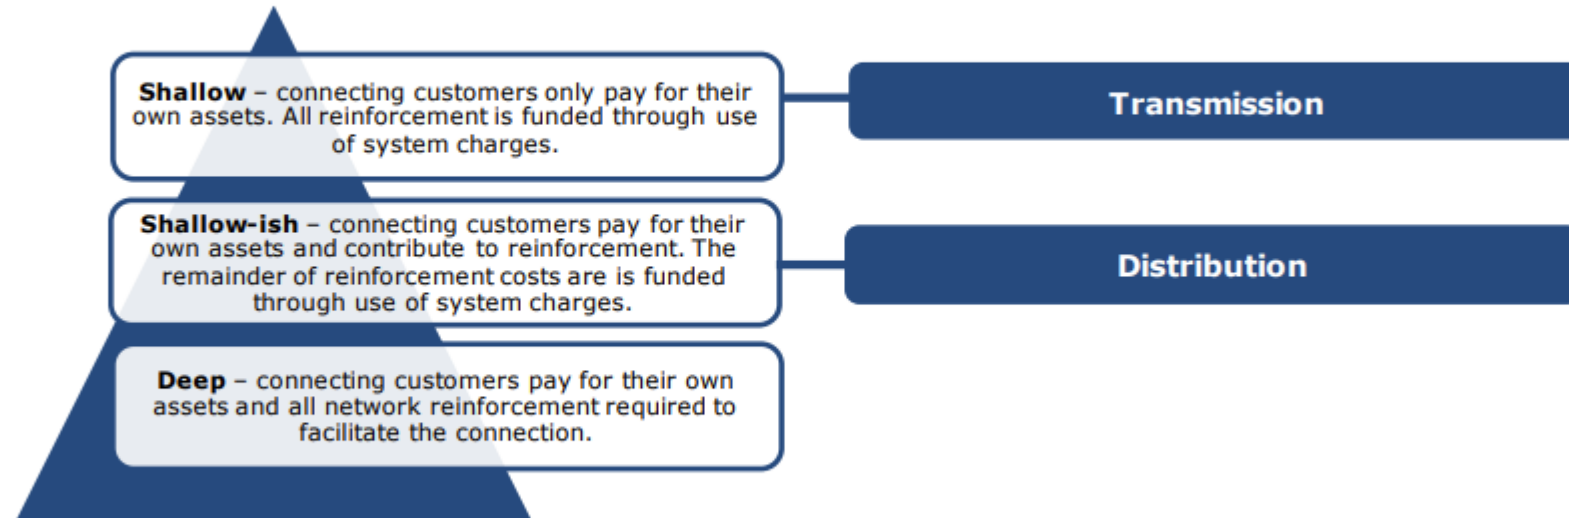 Shallow – connecting customers only pay for their
own assets. All reinforcement is funded through use
of system charges.
Transmission
Shallow-ish – connecting customers pay for their
own assets and contribute to reinforcement. The
remainder of reinforcement costs are is funded
through use of system charges.
Distribution
Deep – connecting customers pay for their own
assets and all network reinforcement required to
facilitate the connection.